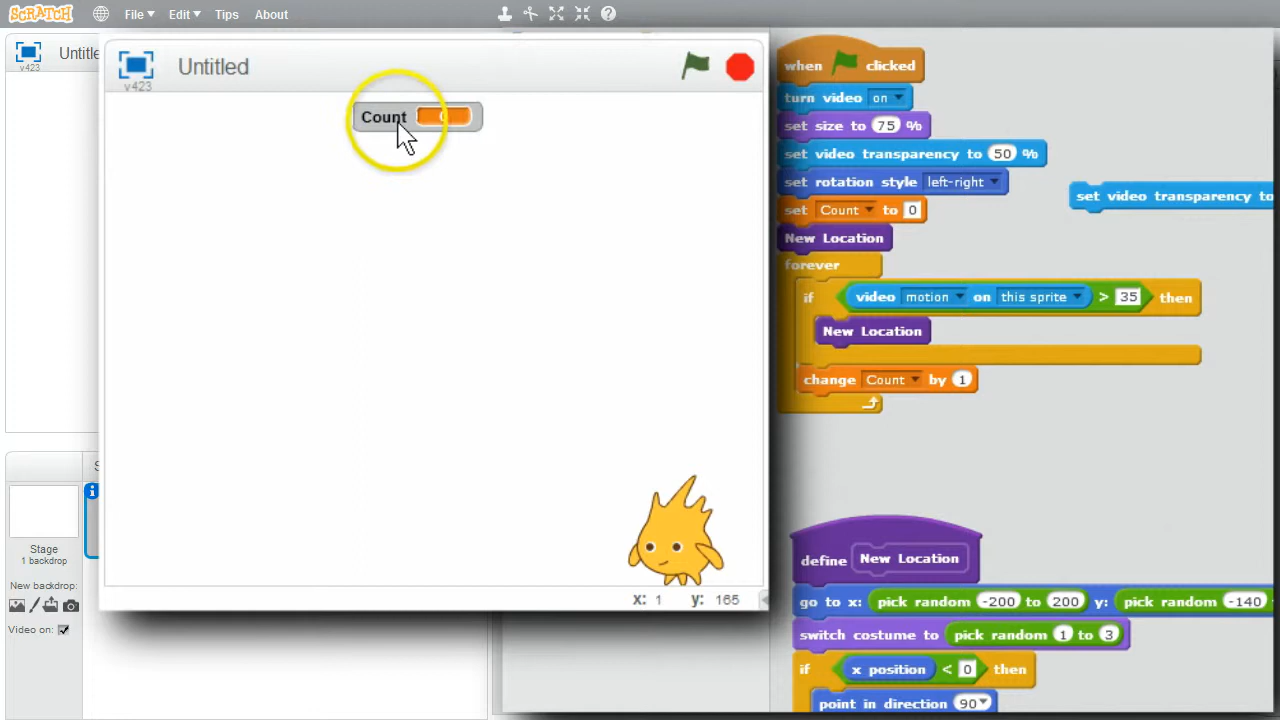 SCRATCH File Edit Tips About
Untitle
v423
Untitled
v423
Count
when clicked
turn video on
set size to 75 %
set video transparency to 50 %
set rotation style left-right
set video transparency to
set Count to 0
New Location
forever
if video motion on this sprite > 35 then
New Location
change Count by 1
S
Stage
1 backdrop
New backdrop:
Video on:
x: 1 y: 165
define New Location
go to x: pick random -200 to 200 y: pick random -140
switch costume to pick random 1 to 3
if x position < 0 then
point in direction 90